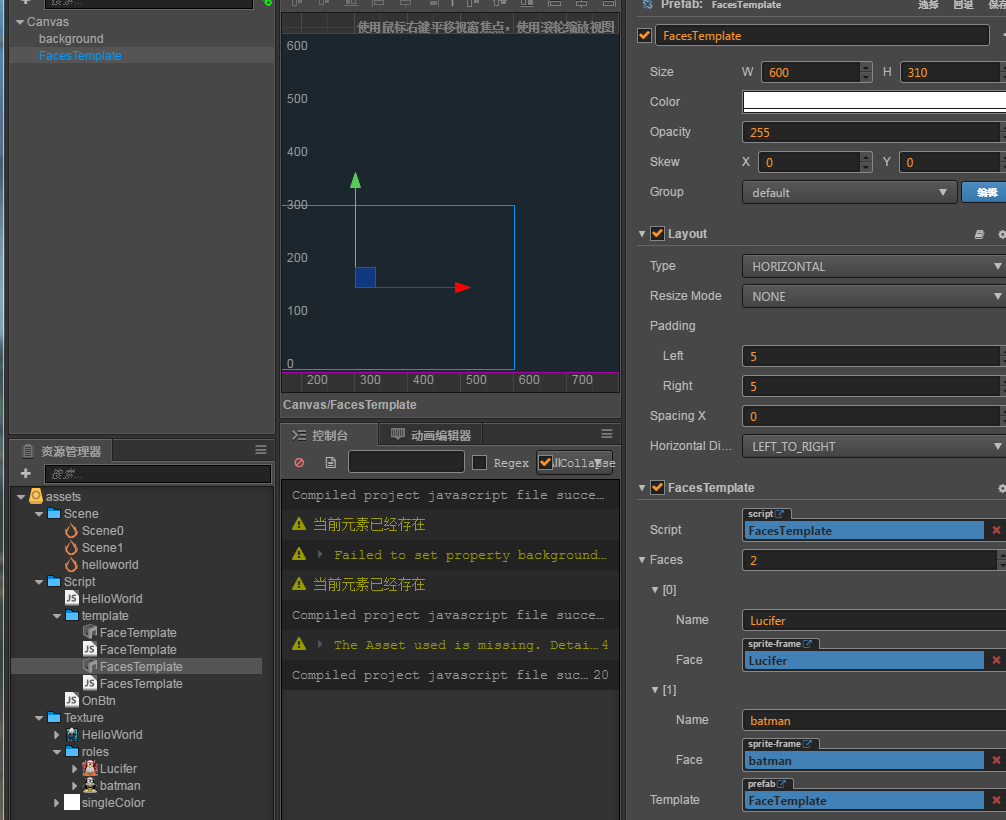 Canvas
background
FacesTemplate
使用鼠标右键平移视窗焦点，使用滚轮缩放视图
600
500
400
300
200
100
0
200 300 400 500 600 700
Canvas/FacesTemplate
资源管理器
搜索...
assets
Scene
Scene0
Scene1
helloworld
Script
HelloWorld
template
FaceTemplate
FaceTemplate
FacesTemplate
FacesTemplate
OnBtn
Texture
HelloWorld
roles
Lucifer
batman
singleColor
控制台 动画编辑器
Regex Collapse
Compiled project javascript file succe…
当前元素已经存在
Failed to set property background…
当前元素已经存在
Compiled project javascript file succe…
The Asset used is missing. Detai… 4
Compiled project javascript file suc… 20
Prefab: FacesTemplate 选择 回退 保存
FacesTemplate
Size W 600 H 310
Color
Opacity 255
Skew X 0 Y 0
Group default 编辑
Layout
Type HORIZONTAL
Resize Mode NONE
Padding
Left 5
Right 5
Spacing X 0
Horizontal Di… LEFT_TO_RIGHT
FacesTemplate
script
Script FacesTemplate
Faces 2
[0]
Name Lucifer
sprite-frame
Face Lucifer
[1]
Name batman
sprite-frame
Face batman
prefab
Template FaceTemplate